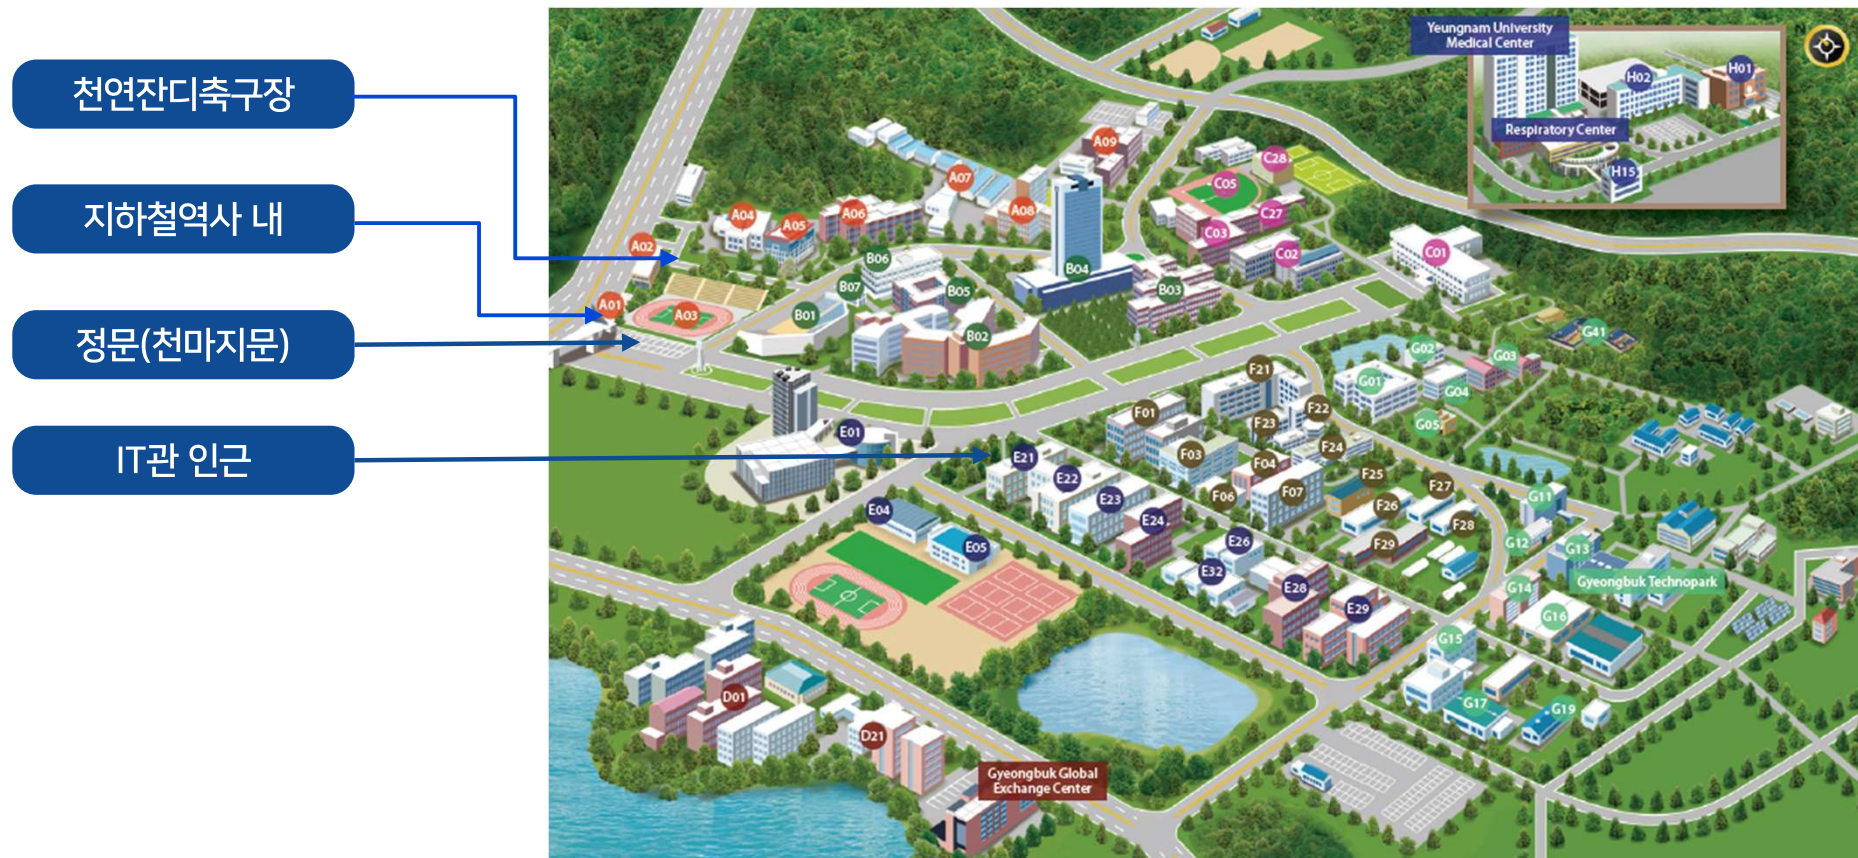 천연잔디축구장
지하철역사 내
정문(천마지문)
IT관 인근
Yeungnam University
Medical Center
H02
H01
Respiratory Center
H15
A09
C28
A07
C05
A04
A05
A06
A08
C27
C03
A02
B06
B04
C02
C01
B07
B05
B03
A01
A03
B01
B02
G41
G02
G03
F21
G01
G04
F01
F22
F23
G05
E01
F03
F24
E21
F04
E22
F25
F06
F07
F27
E23
F26
G11
E04
E24
F28
E05
E26
F29
G12
G13
E32
Gyeongbuk Technopark
E28
G14
E29
G16
G15
D01
G17
G19
D21
Gyeongbuk Global
Exchange Center